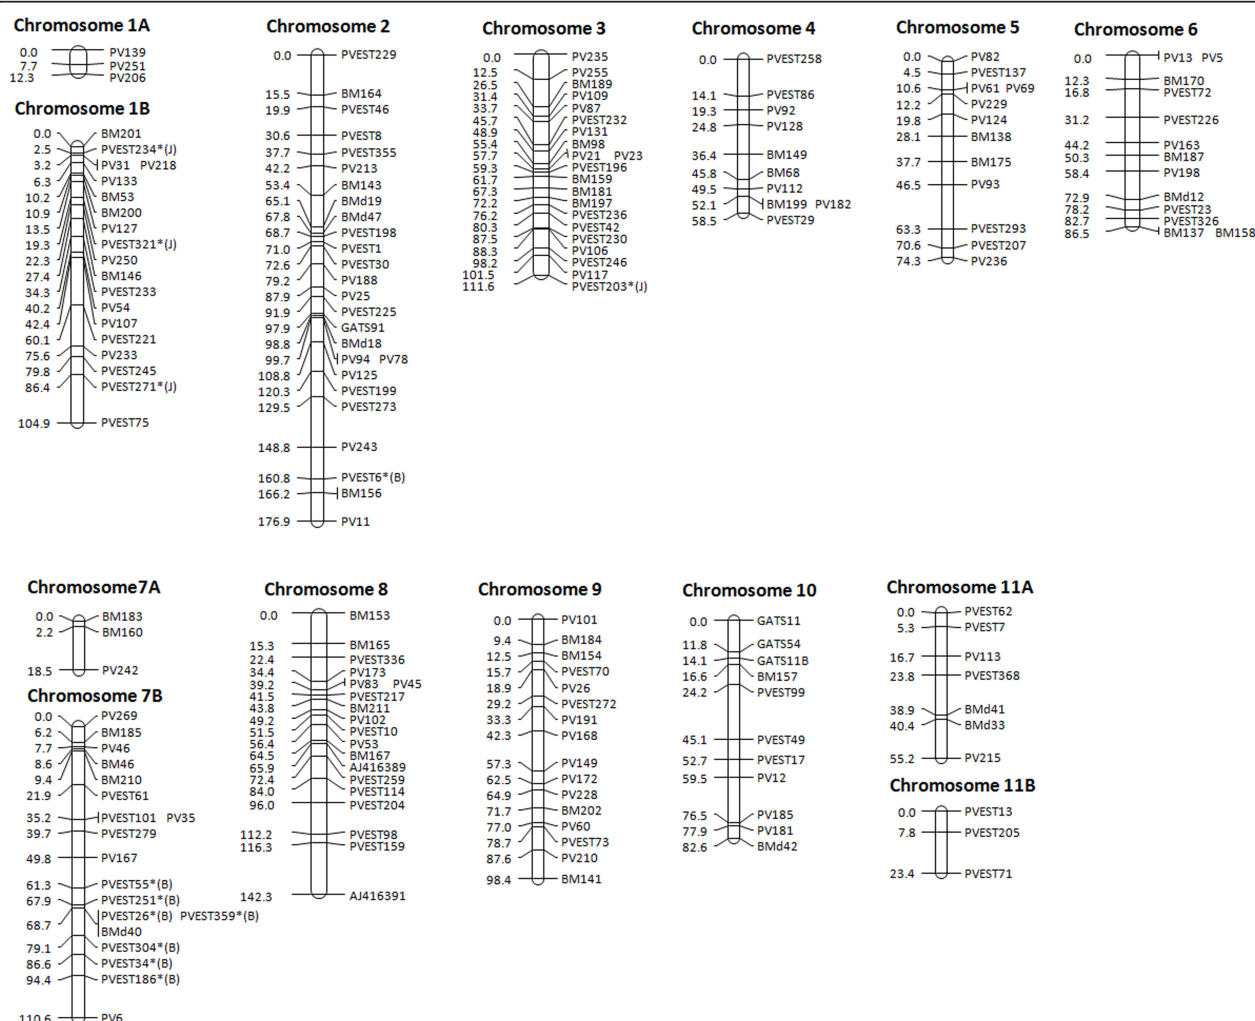 Chromosome 1A
0.0 PV139
7.7 PV251
12.3 PV206
Chromosome 1B
0.0 BM201
2.5 PVEST234*(J)
3.2 PV31 PV218
6.3 PV133
10.2 BM53
10.9 BM200
13.5 PV127
19.3 PVEST321*(J)
22.3 PV250
27.4 BM146
34.3 PVEST233
40.2 PV54
42.4 PV107
60.1 PVEST221
75.6 PV233
79.8 PVEST245
86.4 PVEST271*(J)
104.9 PVEST75
Chromosome 2
0.0 PVEST229
15.5 BM164
19.9 PVEST46
30.6 PVEST8
37.7 PVEST355
42.2 PV213
53.4 BM143
65.1 BMd19
67.8 BMd47
68.7 PVEST198
71.0 PVEST1
72.6 PVEST30
79.2 PV188
87.9 PV25
91.9 PVEST225
97.9 GATS91
98.8 BMd18
99.7 PV94 PV78
108.8 PV125
120.3 PVEST199
129.5 PVEST273
148.8 PV243
160.8 PVEST6*(B)
166.2 BM156
176.9 PV11
Chromosome 3
0.0 PV235
12.5 PV255
26.5 BM189
31.4 PV109
33.7 PV87
45.7 PVEST232
48.9 PV131
55.4 BM98
57.7 PV21 PV23
59.3 PVEST196
61.7 BM159
67.3 BM181
72.2 BM197
76.2 PVEST236
80.3 PVEST42
87.5 PVEST230
88.3 PV106
98.2 PVEST246
101.5 PV117
111.6 PVEST203*(J)
Chromosome 4
0.0 PVEST258
14.1 PVEST86
19.3 PV92
24.8 PV128
36.4 BM149
45.8 BM68
49.5 PV112
52.1 BM199 PV182
58.5 PVEST29
Chromosome 5
0.0 PV82
4.5 PVEST137
10.6 PV61 PV69
12.2 PV229
19.8 PV124
28.1 BM138
37.7 BM175
46.5 PV93
63.3 PVEST293
70.6 PVEST207
74.3 PV236
Chromosome 6
0.0 PV13 PV5
12.3 BM170
16.8 PVEST72
31.2 PVEST226
44.2 PV163
50.3 BM187
58.4 PV198
72.9 BMd12
78.2 PVEST23
82.7 PVEST326
86.5 BM137 BM158
Chromosome7A
0.0 BM183
2.2 BM160
18.5 PV242
Chromosome 7B
0.0 PV269
6.2 BM185
7.7 PV46
8.6 BM46
9.4 BM210
21.9 PVEST61
35.2 PVEST101 PV35
39.7 PVEST279
49.8 PV167
61.3 PVEST55*(B)
67.9 PVEST251*(B)
68.7 PVEST26*(B) PVEST359*(B)
BMd40
79.1 PVEST304*(B)
86.6 PVEST34*(B)
94.4 PVEST186*(B)
110.6 PV6
Chromosome 8
0.0 BM153
15.3 BM165
22.4 PVEST336
34.4 PV173
39.2 PV83 PV45
41.5 PVEST217
43.8 BM211
49.2 PV102
51.5 PVEST10
56.4 PV53
64.5 BM167
65.9 AJ416389
72.4 PVEST259
84.0 PVEST114
96.0 PVEST204
112.2 PVEST98
116.3 PVEST159
142.3 AJ416391
Chromosome 9
0.0 PV101
9.4 BM184
12.5 BM154
15.7 PVEST70
18.9 PV26
29.2 PVEST272
33.3 PV191
42.3 PV168
57.3 PV149
62.5 PV172
64.9 PV228
71.7 BM202
77.0 PV60
78.7 PVEST73
87.6 PV210
98.4 BM141
Chromosome 10
0.0 GATS11
11.8 GATS54
14.1 GATS11B
16.6 BM157
24.2 PVEST99
45.1 PVEST49
52.7 PVEST17
59.5 PV12
76.5 PV185
77.9 PV181
82.6 BMd42
Chromosome 11A
0.0 PVEST62
5.3 PVEST7
16.7 PV113
23.8 PVEST368
38.9 BMd41
40.4 BMd33
55.2 PV215
Chromosome 11B
0.0 PVEST13
7.8 PVEST205
23.4 PVEST71